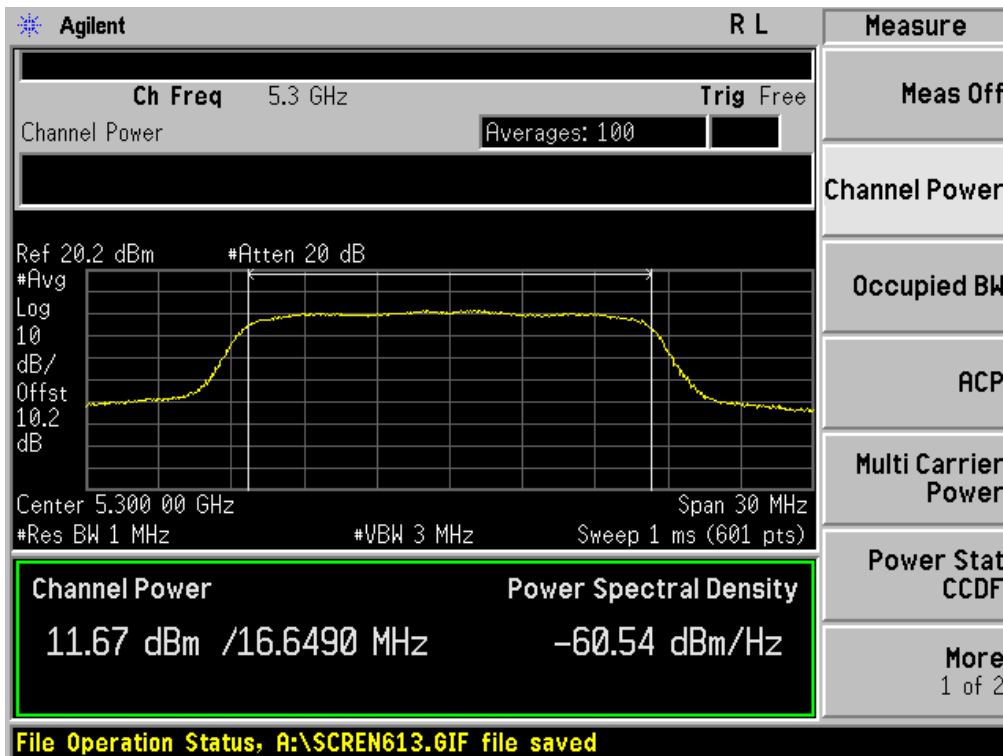 Agilent R L Measure
Ch Freq 5.3 GHz Trig Free
Meas Off
Channel Power Averages: 100
Channel Power
Ref 20.2 dBm #Atten 20 dB
#Avg
Log
10
dB/
Offst
10.2
dB
Occupied BW
ACP
Multi Carrier
Power
Center 5.300 00 GHz Span 30 MHz
#Res BW 1 MHz #VBW 3 MHz Sweep 1 ms (601 pts)
Power Stat
CCDF
Channel Power Power Spectral Density
11.67 dBm /16.6490 MHz -60.54 dBm/Hz
More
1 of 2
File Operation Status, A:\SCREN613.GIF file saved